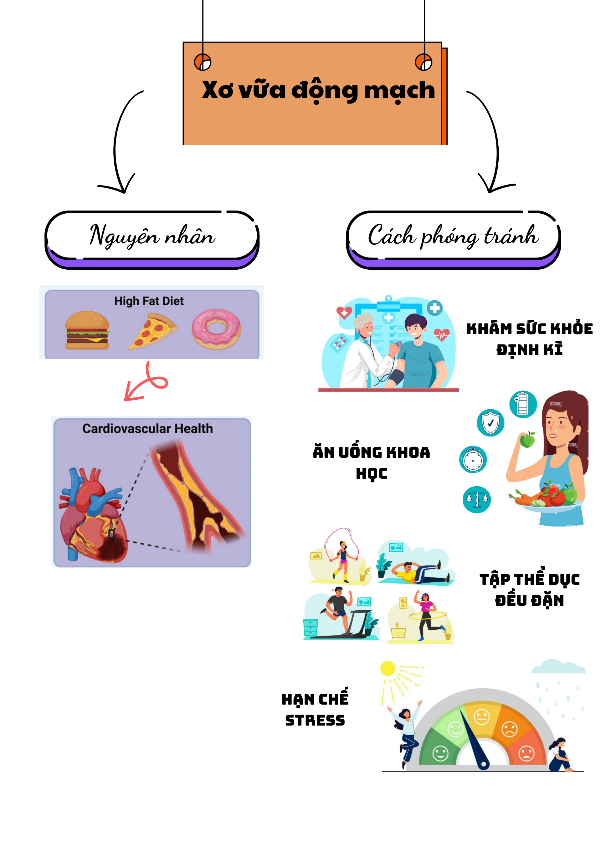 Xơ vữa động mạch
Nguyên nhân
Cách phóng tránh
High Fat Diet
Cardiovascular Health
KHÁM SỨC KHỎE
ĐỊNH KÌ
ĂN UỐNG KHOA
HỌC
TẬP THỂ DỤC
ĐỀU ĐẶN
HẠN CHẾ
STRESS